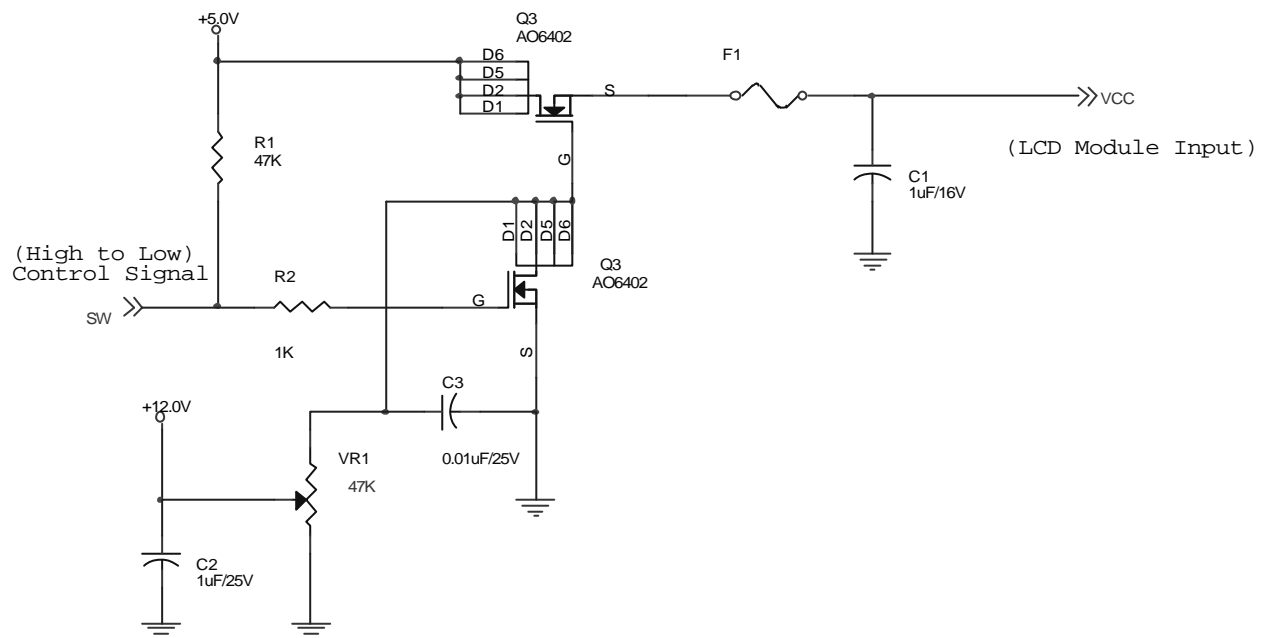 +5.0V
Q3
AO6402
D6
D5
D2
D1
S
F1
VCC
(LCD Module Input)
R1
47K
G
C1
1uF/16V
D1
D2
D5
D6
(High to Low)
Control Signal
SW
R2
1K
G
Q3
AO6402
S
C3
0.01uF/25V
+12.0V
VR1
47K
C2
1uF/25V